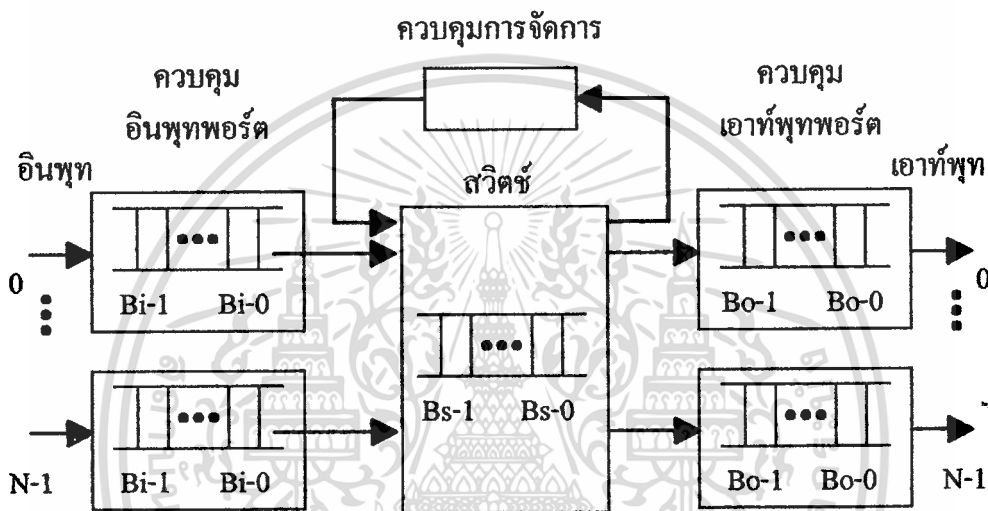 ควบคุมการจัดการ
ควบคุม
อินพุทพอร์ต
ควบคุม
เอาท์พุทพอร์ต
อินพุท
สวิตช์
เอาท์พุท
0
Bi-1 Bi-0
Bo-1 Bo-0
0
Bs-1 Bs-0
N-1
Bi-1 Bi-0
Bo-1 Bo-0
N-1